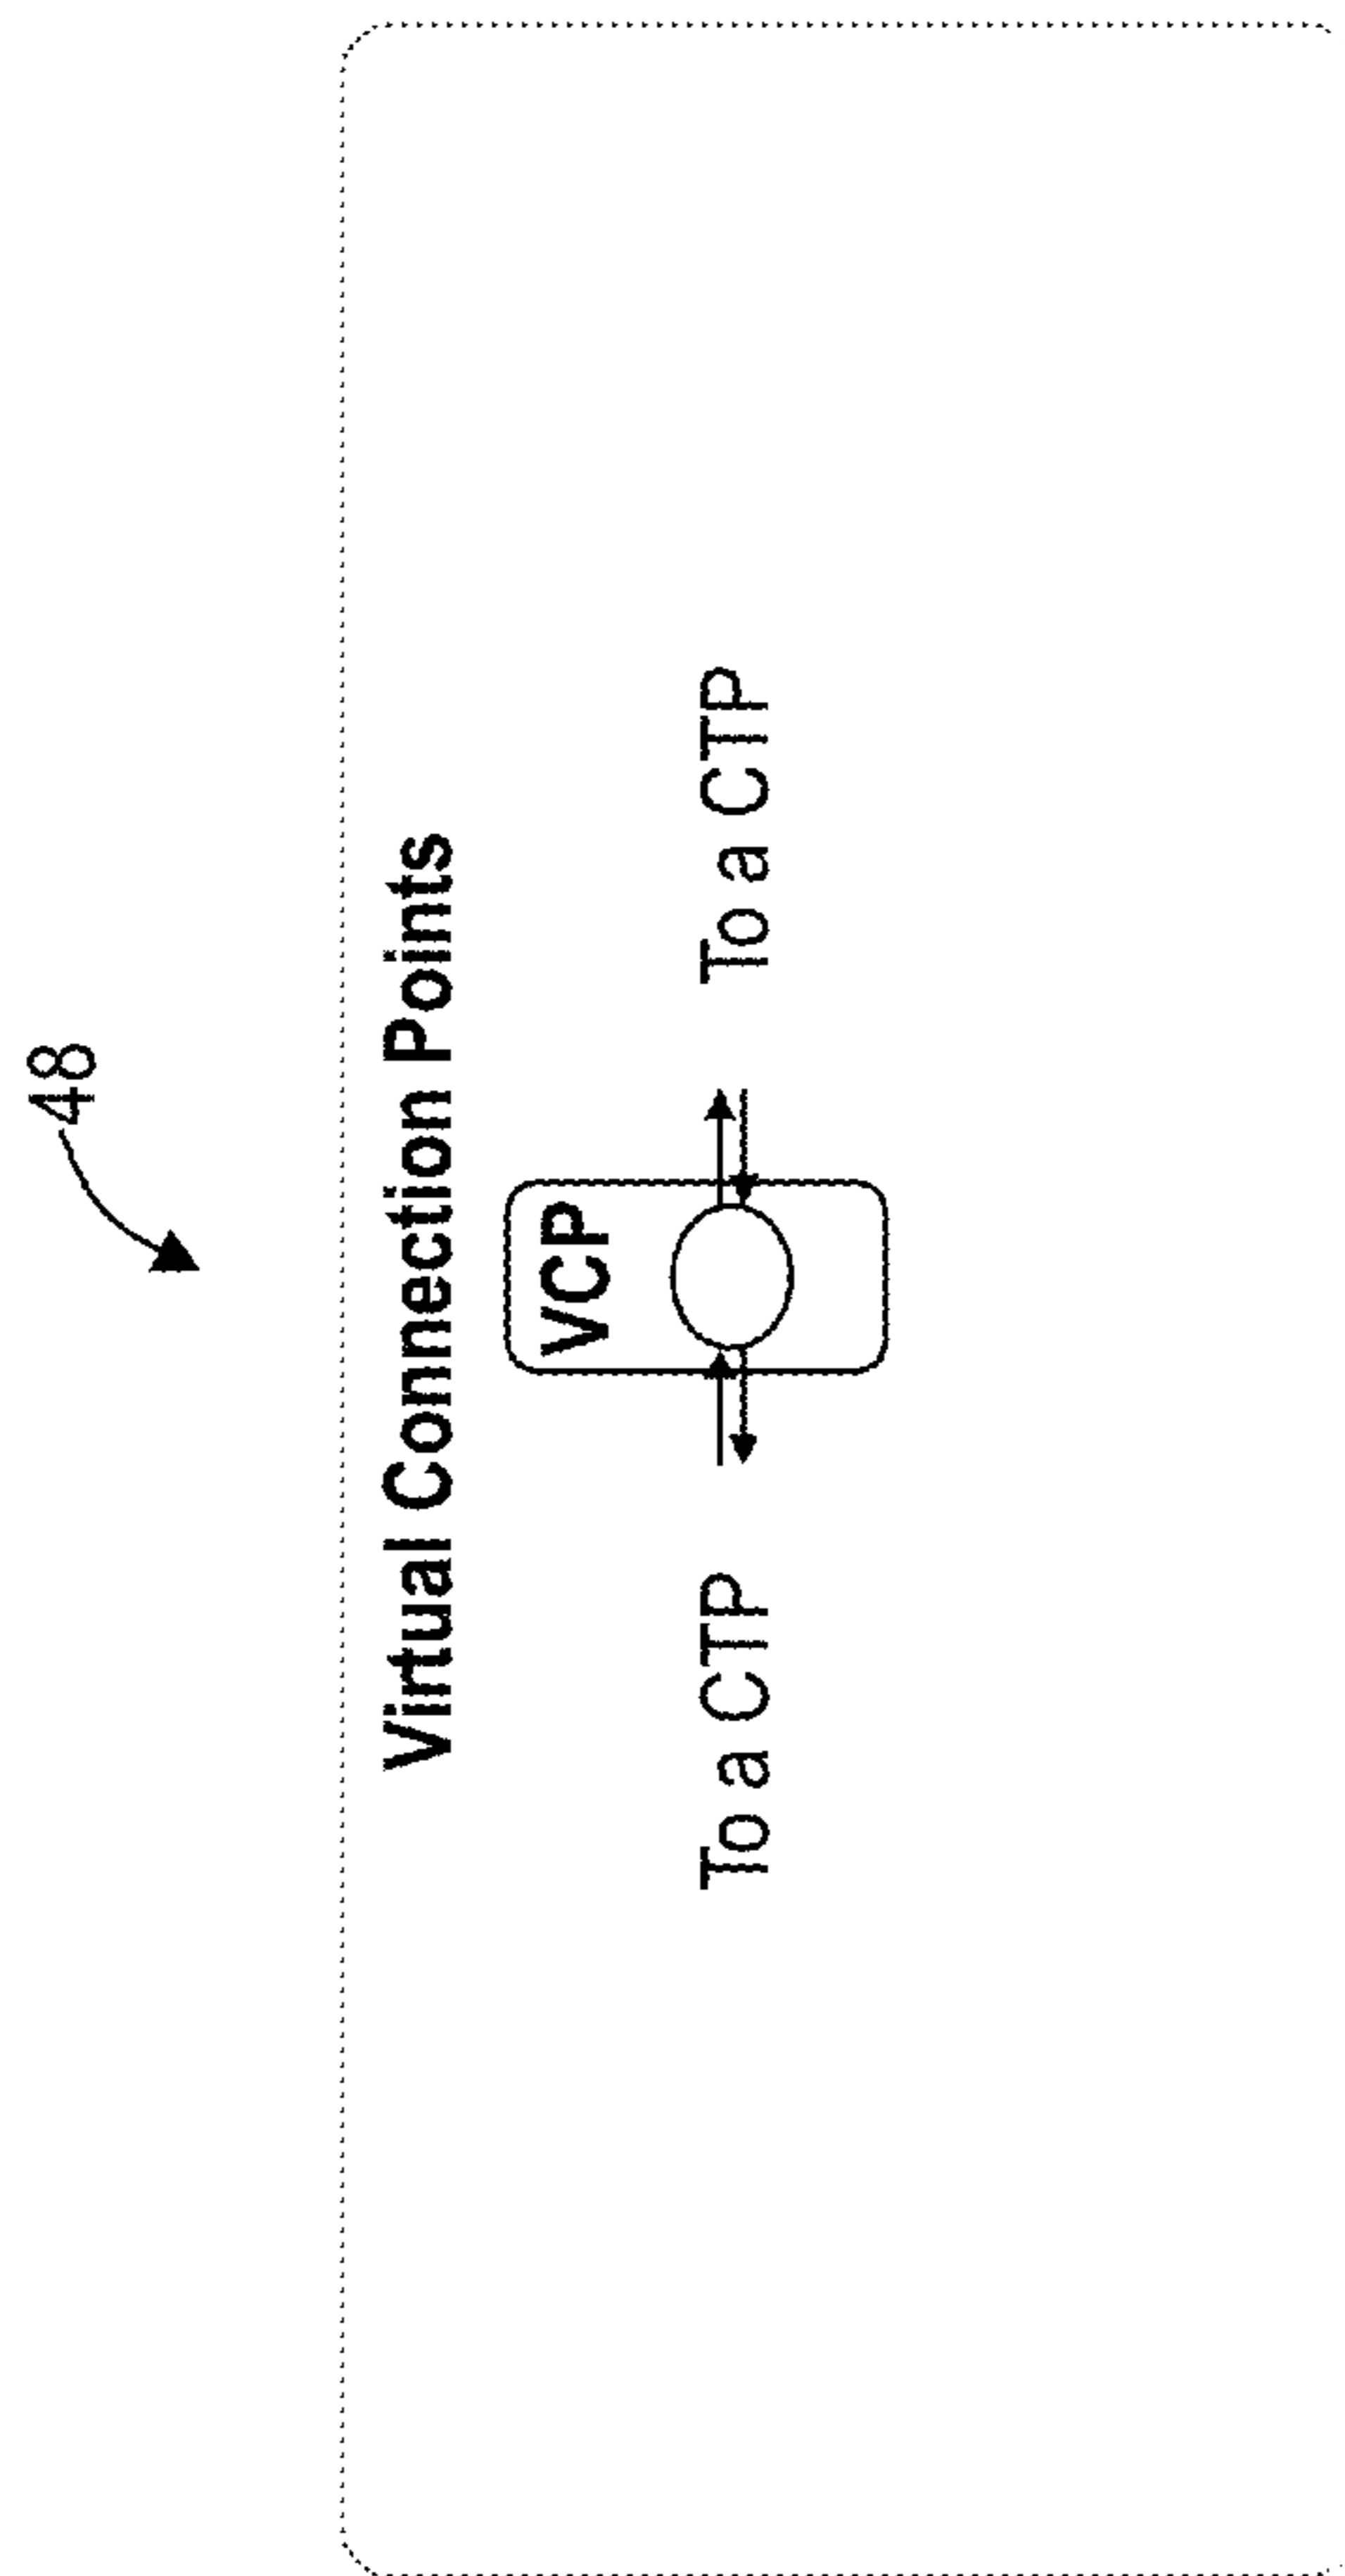 48
Virtual Connection Points
VCP
To a CTP
To a CTP